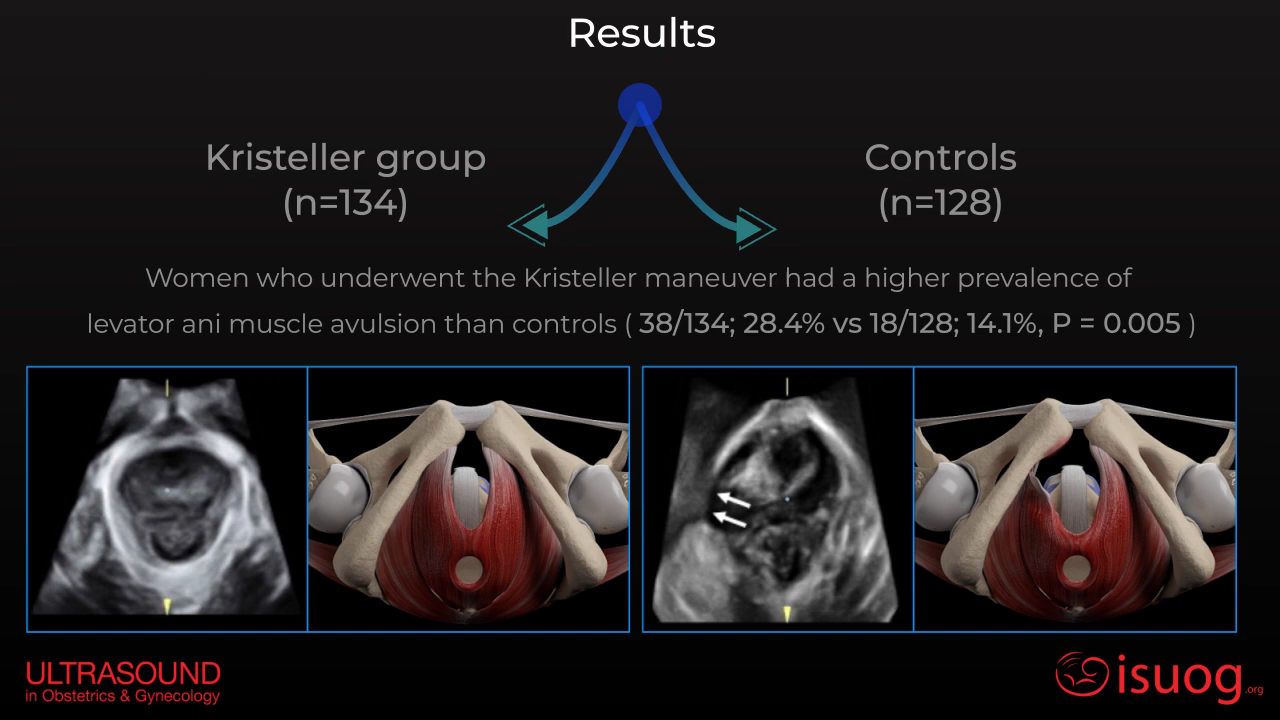 Results
Kristeller group
(n=134)
Controls
(n=128)
Women who underwent the Kristeller maneuver had a higher prevalence of
levator ani muscle avulsion than controls ( 38/134; 28.4% vs 18/128; 14.1%, P = 0.005 )
ULTRASOUND
in Obstetrics & Gynecology
isuog.org